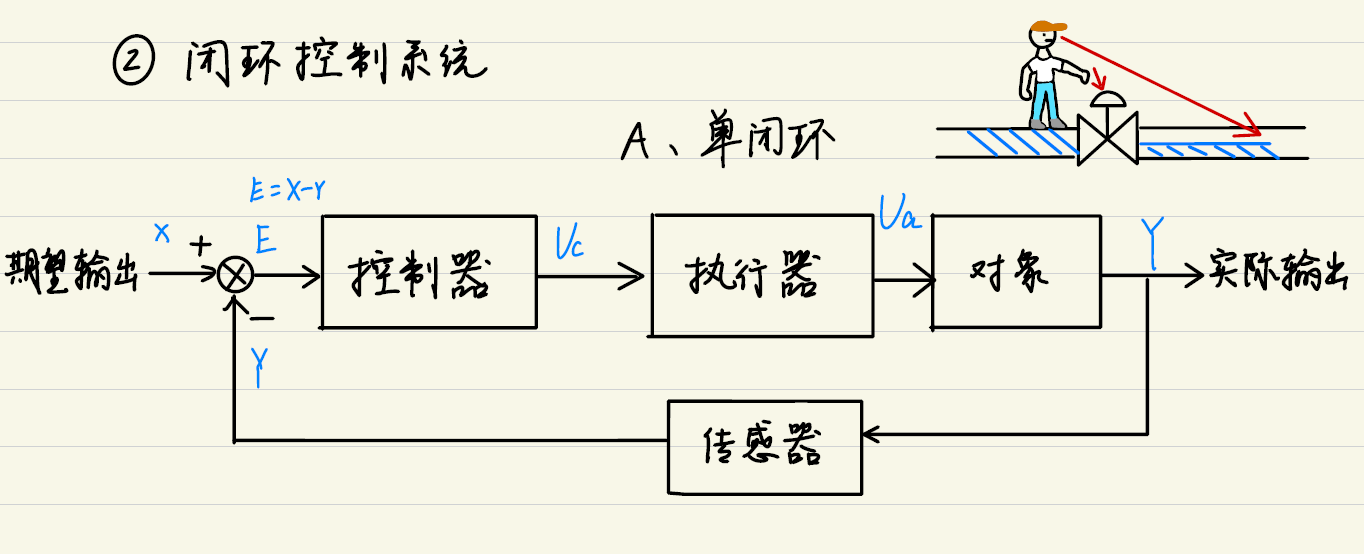 ② 闭环控制系统
A、单闭环
E=X-Y
期望输出
X
+
E
控制器
Uc
执行器
Ua
对象
Y
实际输出
−
Y
传感器